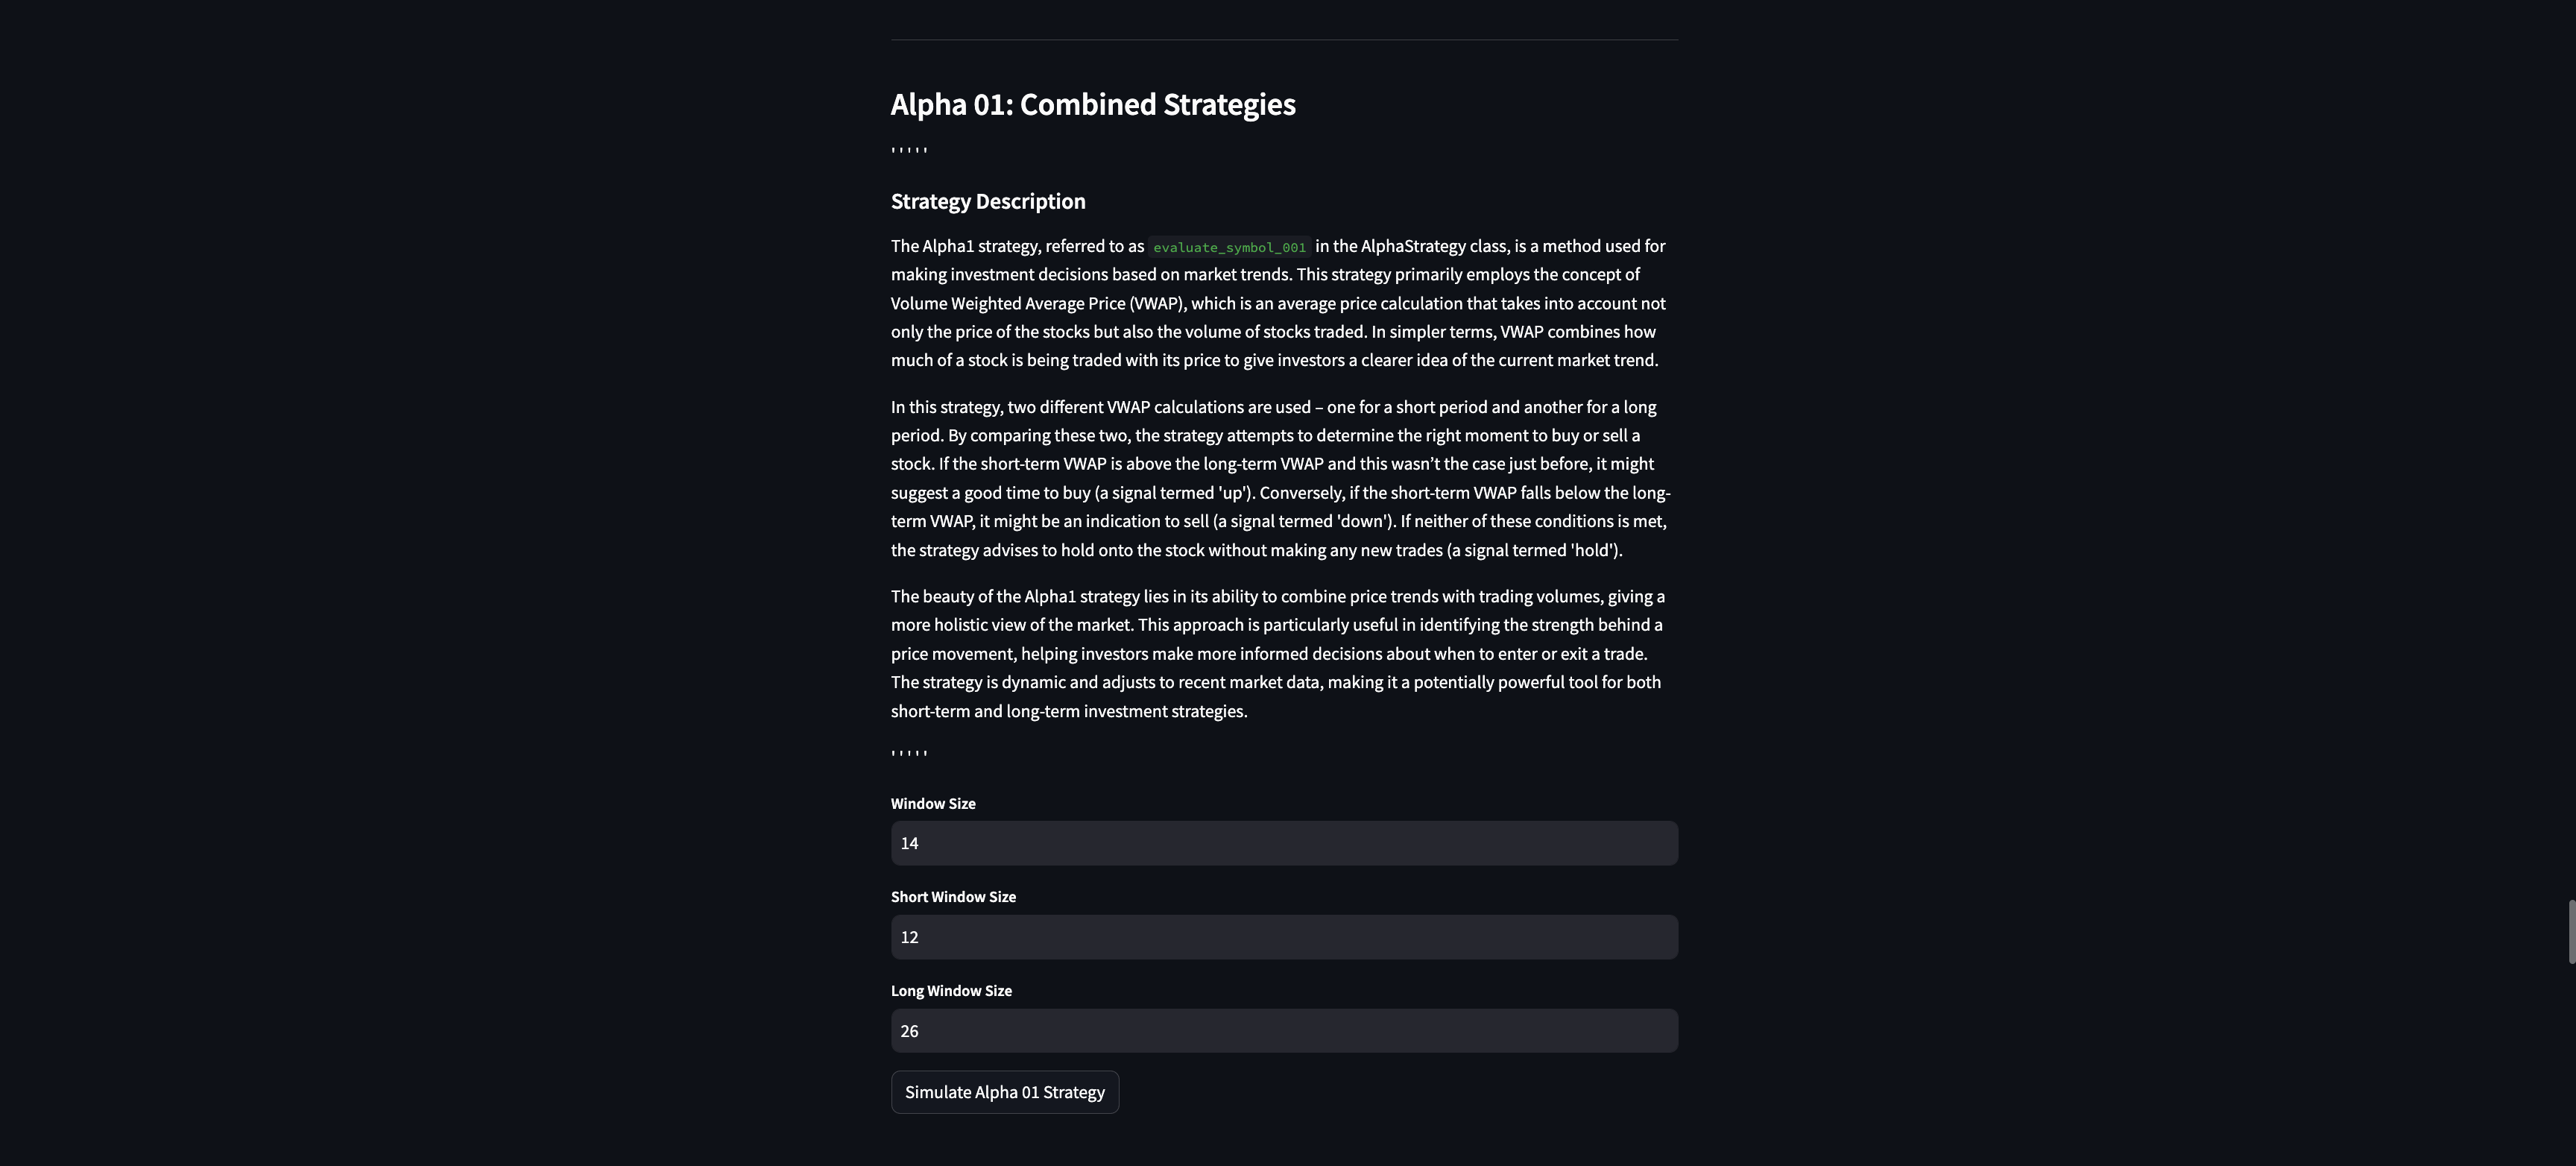 Alpha 01: Combined Strategies
' ' ' ' '
Strategy Description
The Alpha1 strategy, referred to as evaluate_symbol_001 in the AlphaStrategy class, is a method used for
making investment decisions based on market trends. This strategy primarily employs the concept of
Volume Weighted Average Price (VWAP), which is an average price calculation that takes into account not
only the price of the stocks but also the volume of stocks traded. In simpler terms, VWAP combines how
much of a stock is being traded with its price to give investors a clearer idea of the current market trend.
In this strategy, two different VWAP calculations are used – one for a short period and another for a long
period. By comparing these two, the strategy attempts to determine the right moment to buy or sell a
stock. If the short-term VWAP is above the long-term VWAP and this wasn’t the case just before, it might
suggest a good time to buy (a signal termed 'up'). Conversely, if the short-term VWAP falls below the long-
term VWAP, it might be an indication to sell (a signal termed 'down'). If neither of these conditions is met,
the strategy advises to hold onto the stock without making any new trades (a signal termed 'hold').
The beauty of the Alpha1 strategy lies in its ability to combine price trends with trading volumes, giving a
more holistic view of the market. This approach is particularly useful in identifying the strength behind a
price movement, helping investors make more informed decisions about when to enter or exit a trade.
The strategy is dynamic and adjusts to recent market data, making it a potentially powerful tool for both
short-term and long-term investment strategies.
' ' ' ' '
Window Size
14
Short Window Size
12
Long Window Size
26
Simulate Alpha 01 Strategy